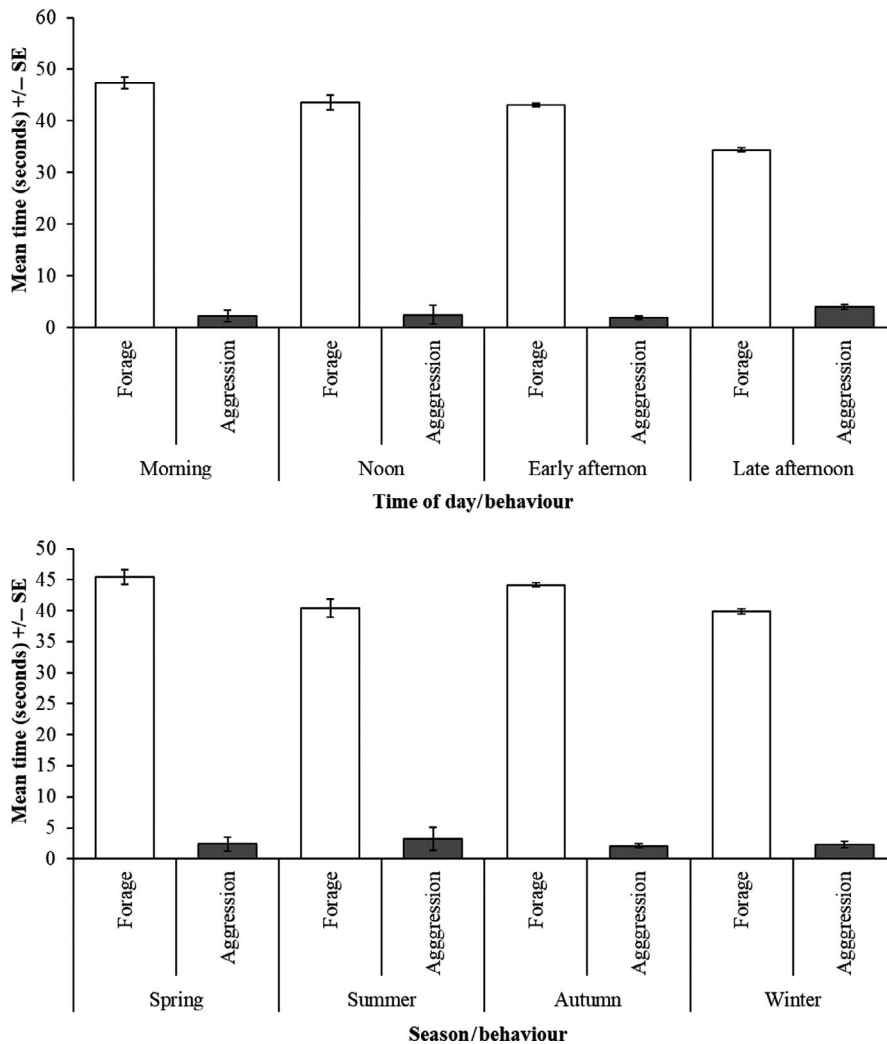 60
50
40
30
20
10
0
Mean time (seconds) +/– SE
Forage
Aggression
Forage
Agggression
Forage
Agggression
Forage
Agggression
Morning
Noon
Early afternon
Late afternoon
Time of day/behaviour
50
45
40
35
30
25
20
15
10
5
0
Mean time (seconds) +/– SE
Forage
Aggression
Forage
Agggression
Forage
Agggression
Forage
Agggression
Spring
Summer
Autumn
Winter
Season/behaviour